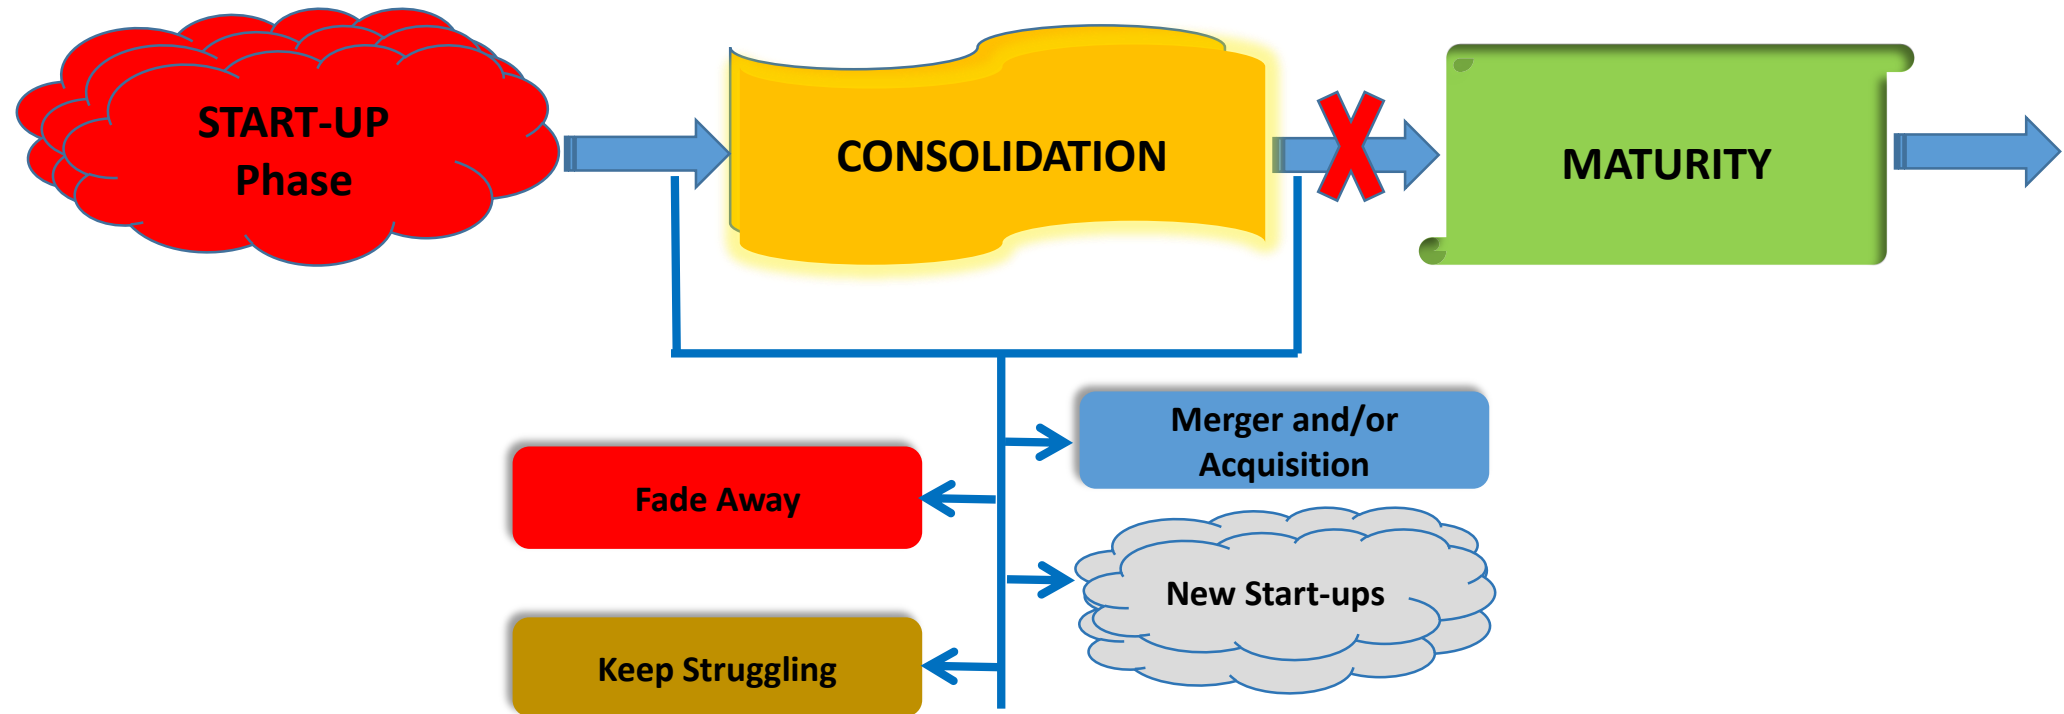 START-UP
Phase
CONSOLIDATION
MATURITY
Merger and/or
Acquisition
Fade Away
New Start-ups
Keep Struggling